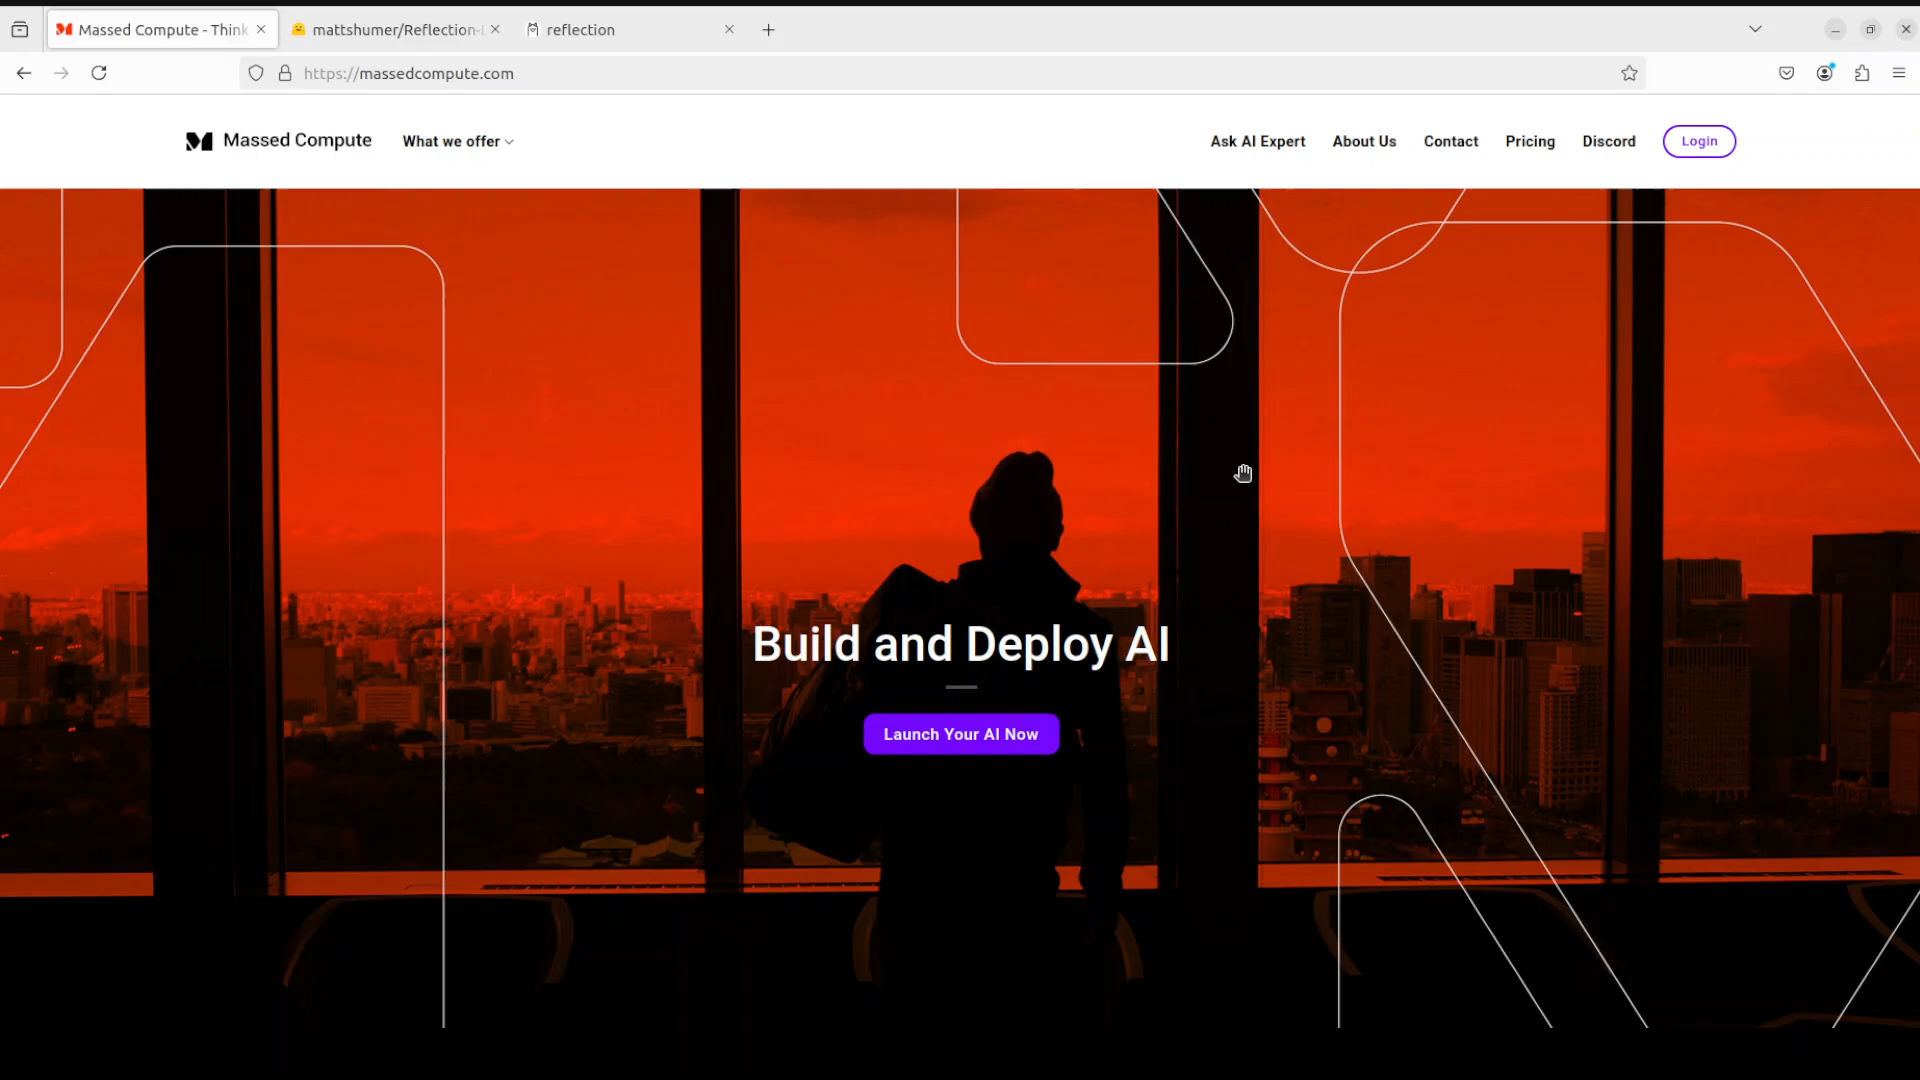 Massed Compute - Think
mattshumer/Reflection-
reflection
https://massedcompute.com
Massed Compute
What we offer
Ask AI Expert
About Us
Contact
Pricing
Discord
Login
Build and Deploy AI
Launch Your AI Now